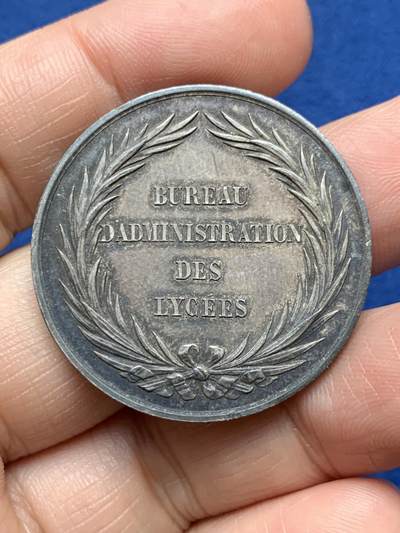 BUREAU
D'ADMINISTRATION
DES
LYCÉES